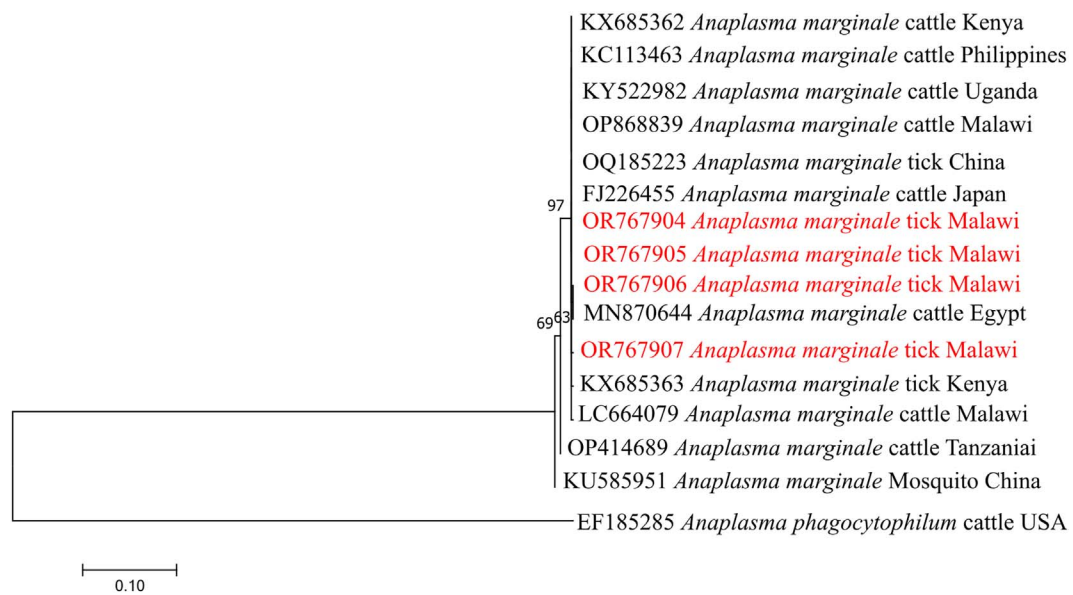 KX685362 Anaplasma marginale cattle Kenya
KC113463 Anaplasma marginale cattle Philippines
KY522982 Anaplasma marginale cattle Uganda
OP868839 Anaplasma marginale cattle Malawi
OQ185223 Anaplasma marginale tick China
FJ226455 Anaplasma marginale cattle Japan
97
OR767904 Anaplasma marginale tick Malawi
OR767905 Anaplasma marginale tick Malawi
OR767906 Anaplasma marginale tick Malawi
MN870644 Anaplasma marginale cattle Egypt
69 63
OR767907 Anaplasma marginale tick Malawi
KX685363 Anaplasma marginale tick Kenya
LC664079 Anaplasma marginale cattle Malawi
OP414689 Anaplasma marginale cattle Tanzaniai
KU585951 Anaplasma marginale Mosquito China
EF185285 Anaplasma phagocytophilum cattle USA
0.10